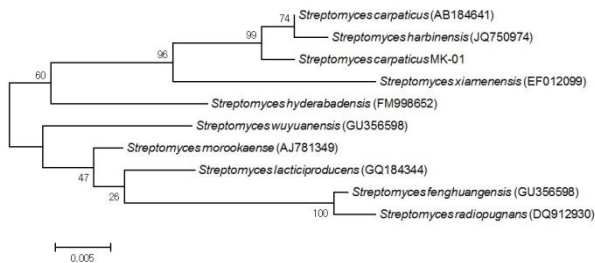 Streptomyces carpaticus (AB184641)
74
Streptomyces harbinensis (JQ750974)
99
Streptomyces carpaticus MK-01
96
Streptomyces xiamenensis (EF012099)
60
Streptomyces hyderabadensis (FM998652)
Streptomyces wuyuanensis (GU356598)
Streptomyces morookaense (AJ781349)
47
Streptomyces lacticiproducens (GQ184344)
26
Streptomyces fenghuangensis (GU356598)
100
Streptomyces radiopugnans (DQ912930)
0.005